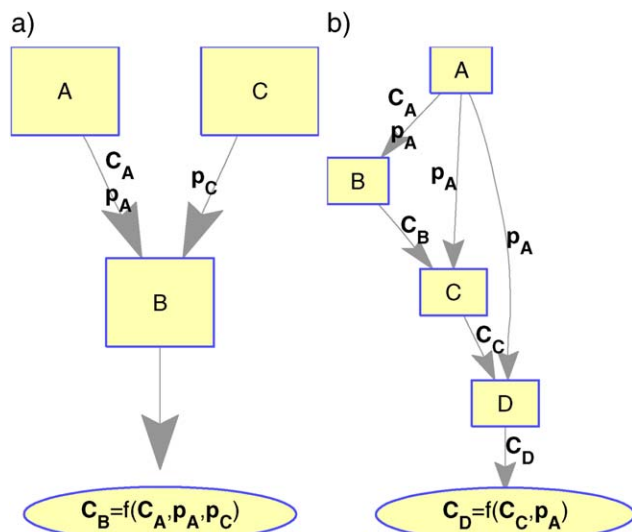 a)
A
C
C_A
p_A
p_C
B
C_B=f(C_A,p_A,p_C)
b)
A
C_A
p_A
B
p_A
p_A
C_B
C
C_C
D
C_D
C_D=f(C_C,p_A)